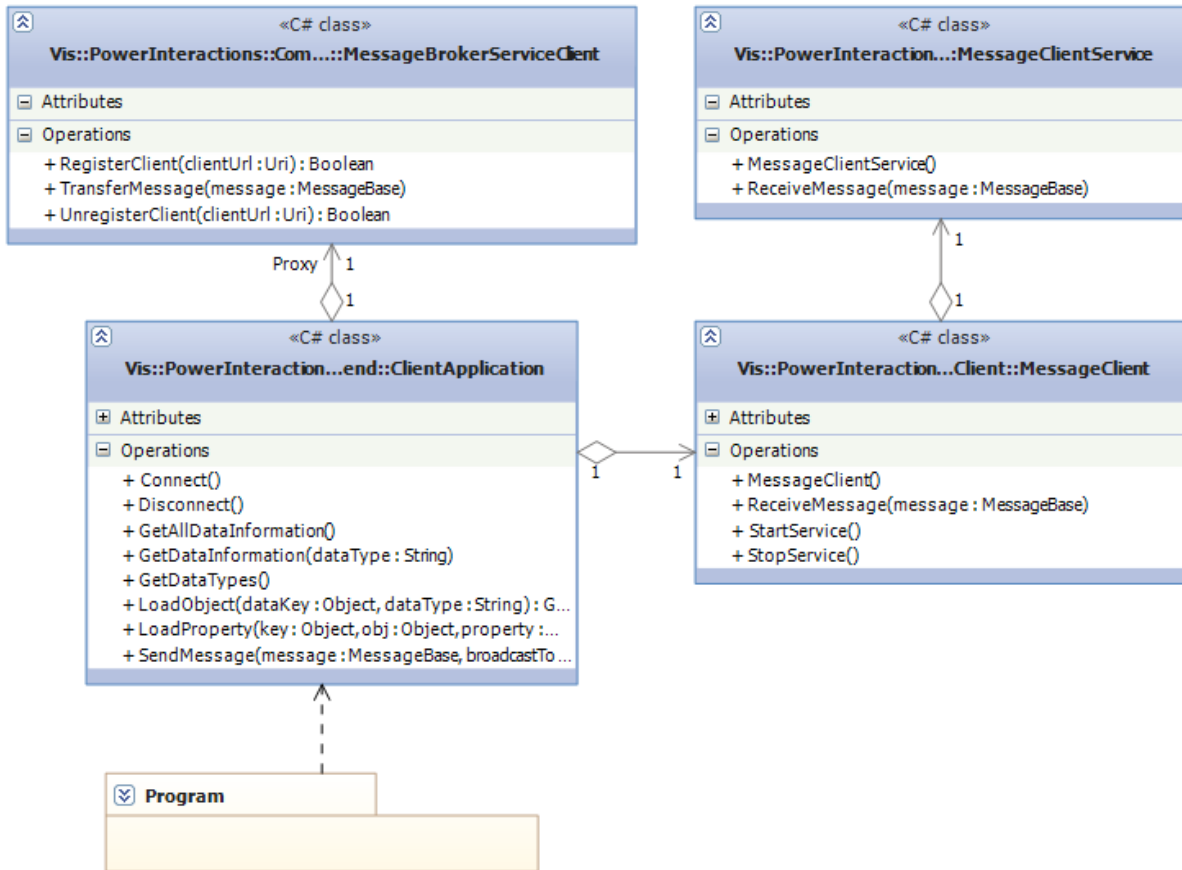 «C# class»
Vis::PowerInteractions::Com...::MessageBrokerServiceClient
Attributes
Operations
+ RegisterClient(clientUrl : Uri) : Boolean
+ TransferMessage(message : MessageBase)
+ UnregisterClient(clientUrl : Uri) : Boolean
«C# class»
Vis::PowerInteraction...:MessageClientService
Attributes
Operations
+ MessageClientService()
+ ReceiveMessage(message : MessageBase)
Proxy
1
1
1
1
«C# class»
Vis::PowerInteraction...end::ClientApplication
Attributes
Operations
+ Connect()
+ Disconnect()
+ GetAllDataInformation()
+ GetDataInformation(dataType : String)
+ GetDataTypes()
+ LoadObject(dataKey : Object, dataType : String) : G...
+ LoadProperty(key : Object, obj : Object, property :...
+ SendMessage(message : MessageBase, broadcastTo ...
1
1
«C# class»
Vis::PowerInteraction...Client::MessageClient
Attributes
Operations
+ MessageClient()
+ ReceiveMessage(message : MessageBase)
+ StartService()
+ StopService()
Program